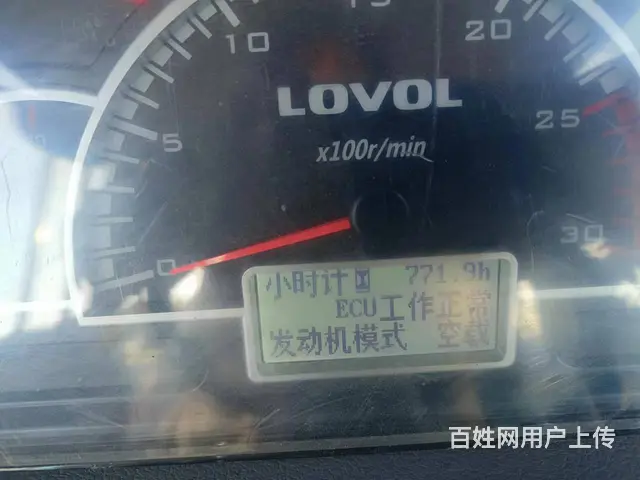 15
10
20
LOVOL
5
25
x100r/min
0
30
小时计 771.9h
ECU工作正常
发动机模式 空载
百姓网用户上传